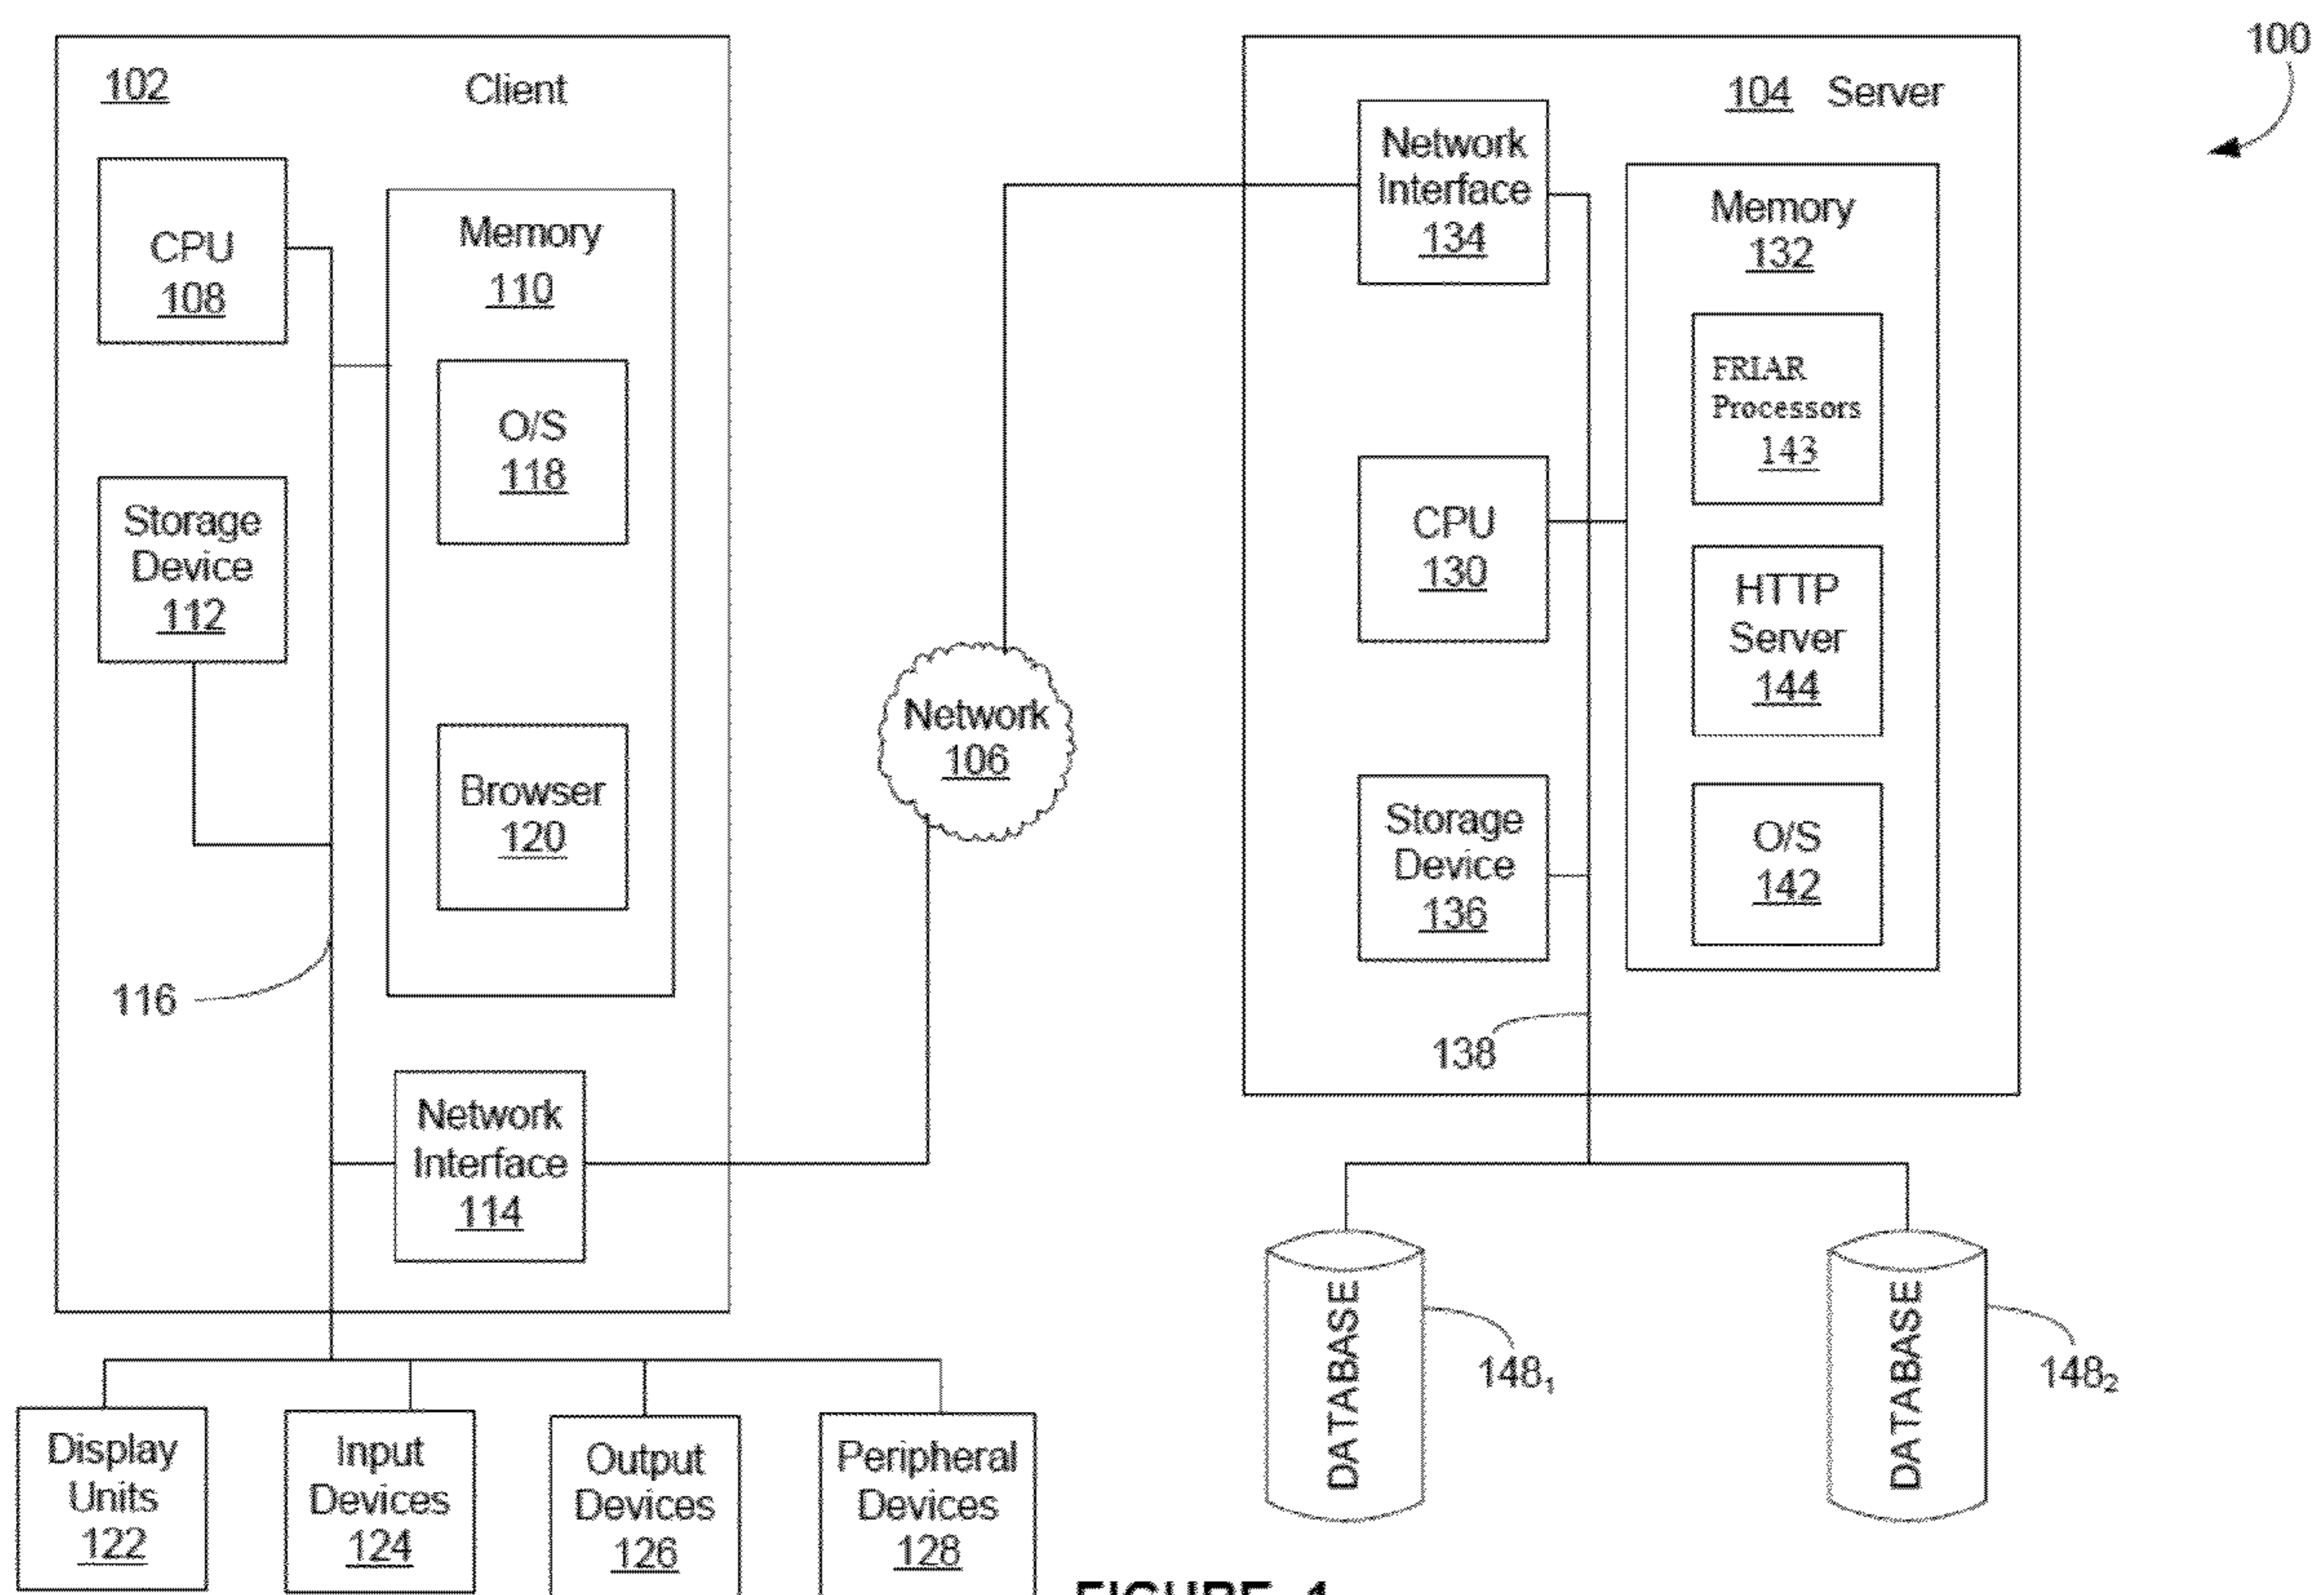 100
102
Client
CPU
108
Memory
110
O/S
118
Storage
Device
112
Browser
120
116
Network
Interface
114
Display
Units
122
Input
Devices
124
Output
Devices
126
Peripheral
Devices
128
Network
106
104 Server
Network
Interface
134
Memory
132
FRIAR
Processors
143
CPU
130
HTTP
Server
144
Storage
Device
136
O/S
142
138
DATABASE
148₁
DATABASE
148₂
FIGURE 1